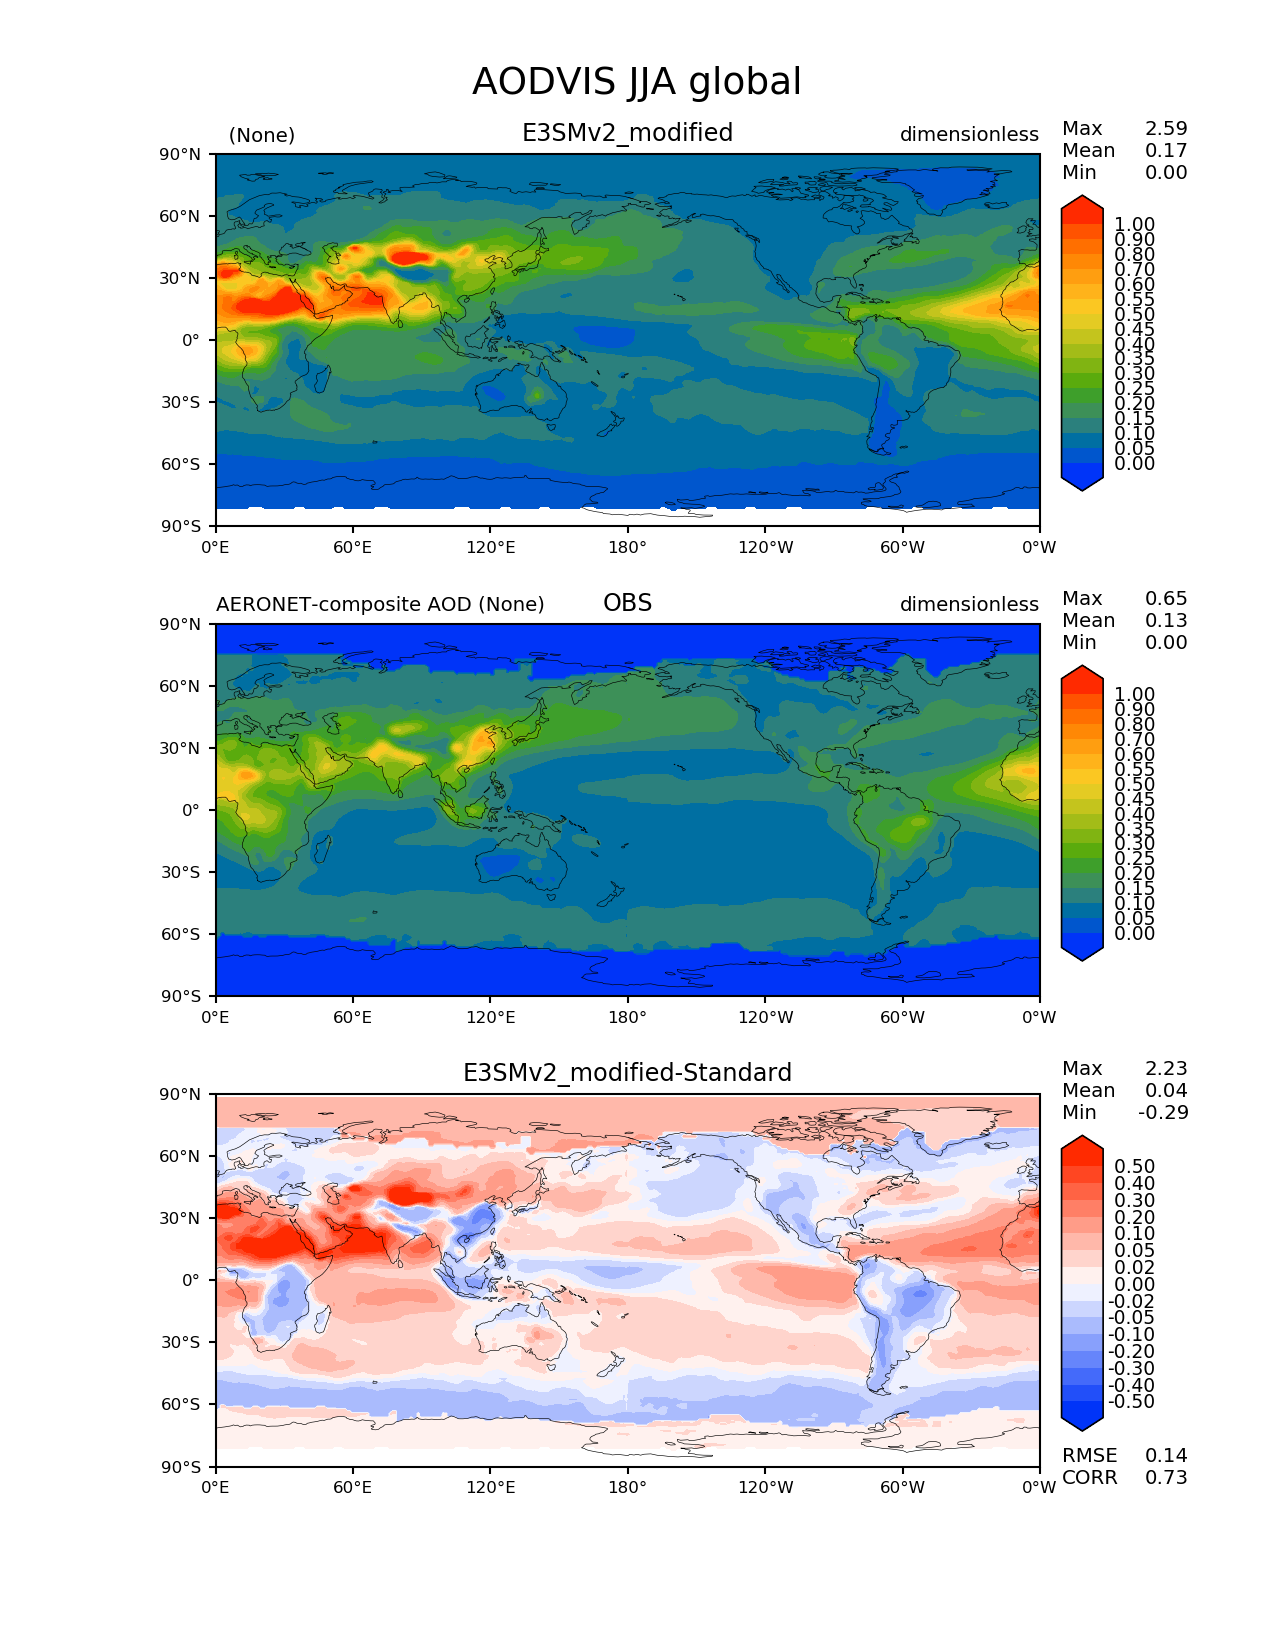 AODVIS JJA global
(None) E3SMv2_modified dimensionless
Max 2.59
Mean 0.17
Min 0.00
90°N
60°N
30°N
0°
30°S
60°S
90°S
0°E 60°E 120°E 180° 120°W 60°W 0°W
1.00
0.90
0.80
0.70
0.60
0.55
0.50
0.45
0.40
0.35
0.30
0.25
0.20
0.15
0.10
0.05
0.00
AERONET-composite AOD (None) OBS dimensionless
Max 0.65
Mean 0.13
Min 0.00
90°N
60°N
30°N
0°
30°S
60°S
90°S
0°E 60°E 120°E 180° 120°W 60°W 0°W
1.00
0.90
0.80
0.70
0.60
0.55
0.50
0.45
0.40
0.35
0.30
0.25
0.20
0.15
0.10
0.05
0.00
E3SMv2_modified-Standard
Max 2.23
Mean 0.04
Min -0.29
90°N
60°N
30°N
0°
30°S
60°S
90°S
0°E 60°E 120°E 180° 120°W 60°W 0°W
0.50
0.40
0.30
0.20
0.10
0.05
0.02
0.00
-0.02
-0.05
-0.10
-0.20
-0.30
-0.40
-0.50
RMSE 0.14
CORR 0.73